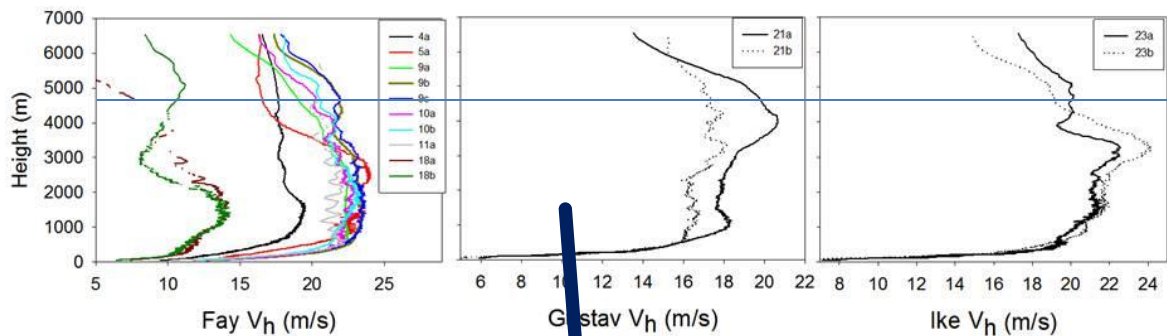 7000
6000
5000
4000
3000
2000
1000
0
Height (m)
4a
5a
9a
9b
9c
10a
10b
11a
18a
18b
21a
21b
23a
23b
5 10 15 20 25
6 8 10 12 14 16 18 20 22
8 10 12 14 16 18 20 22 24
Fay Vh (m/s)
Vh (m/s)
Ike Vh (m/s)